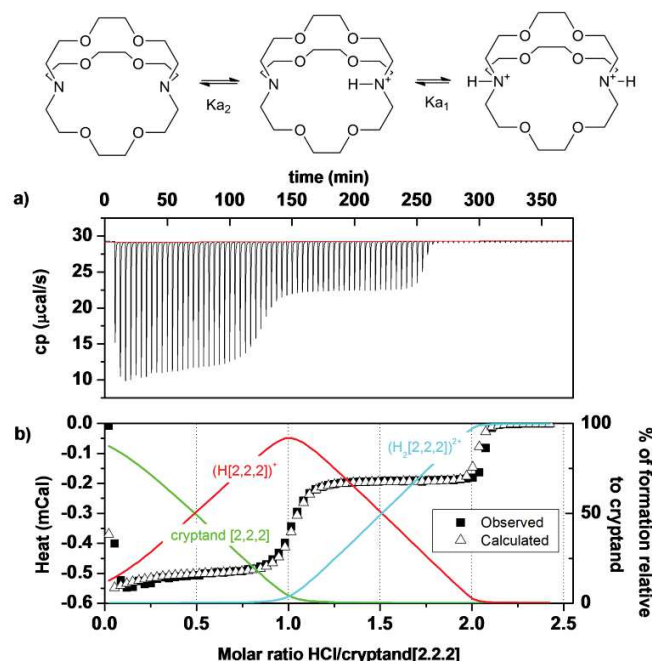 O O
O O
N N
O O
Ka2
O O
O O
H-N+
N
O O
Ka1
O O
O O
H-N+ N+-H
O O
time (min)
0 50 100 150 200 250 300 350
a)
30
25
20
15
10
cp (µcal/s)
b)
0.0 100
-0.1
-0.2
-0.3 50
-0.4
-0.5
-0.6 0
Heat (mCal)
(H[2,2,2])+
(H2[2,2,2])2+
cryptand [2,2,2]
Observed
Calculated
% of formation relative
to cryptand
0.0 0.5 1.0 1.5 2.0 2.5
Molar ratio HCl/cryptand[2.2.2]